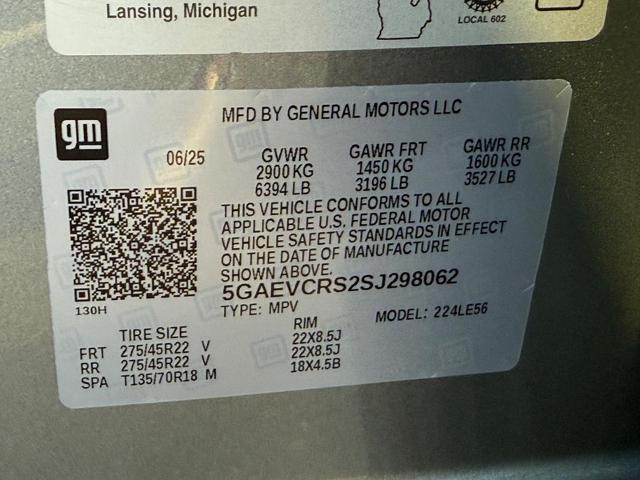 Lansing, Michigan
LOCAL 602
gm
MFD BY GENERAL MOTORS LLC
06/25
GVWR
2900 KG
6394 LB
GAWR FRT
1450 KG
3196 LB
GAWR RR
1600 KG
3527 LB
THIS VEHICLE CONFORMS TO ALL
APPLICABLE U.S. FEDERAL MOTOR
VEHICLE SAFETY STANDARDS IN EFFECT
ON THE DATE OF MANUFACTURE
SHOWN ABOVE.
5GAEVCRS2SJ298062
TYPE: MPV
MODEL: 224LE56
130H
TIRE SIZE
RIM
FRT 275/45R22 V 22X8.5J
RR 275/45R22 V 22X8.5J
SPA T135/70R18 M 18X4.5B